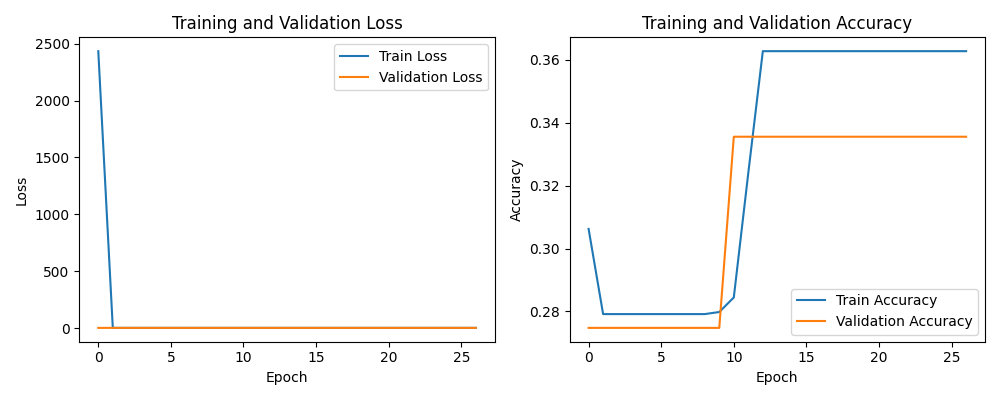 Training and Validation Loss
2500
2000
1500
1000
500
0
Loss
0 5 10 15 20 25
Epoch
Train Loss
Validation Loss
Training and Validation Accuracy
0.36
0.34
0.32
0.30
0.28
Accuracy
0 5 10 15 20 25
Epoch
Train Accuracy
Validation Accuracy